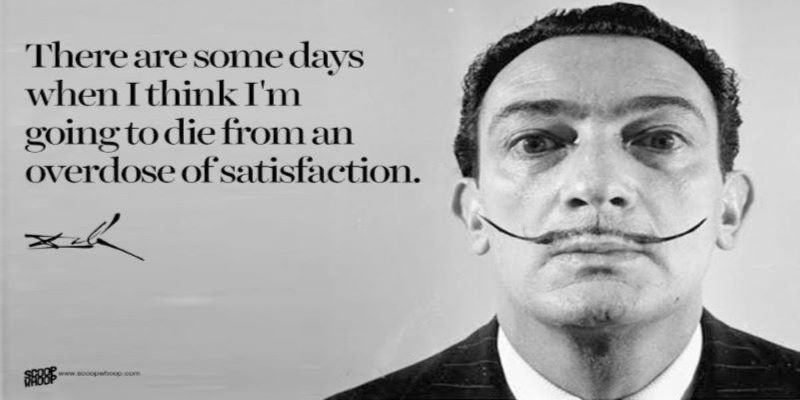 There are some days
when I think I'm
going to die from an
overdose of satisfaction.
Dalí
SCOOP
WHOOP
www.scoopwhoop.com